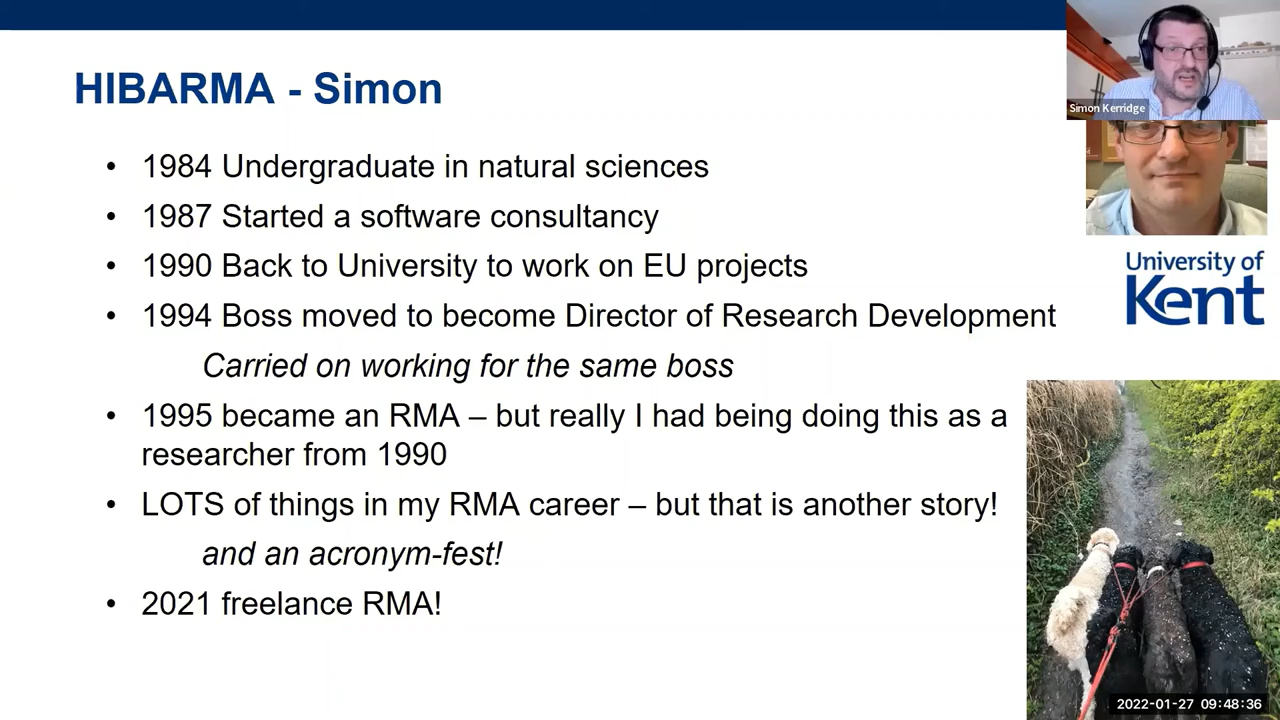 HIBARMA - Simon
• 1984 Undergraduate in natural sciences
• 1987 Started a software consultancy
• 1990 Back to University to work on EU projects
• 1994 Boss moved to become Director of Research Development
Carried on working for the same boss
• 1995 became an RMA – but really I had being doing this as a
researcher from 1990
• LOTS of things in my RMA career – but that is another story!
and an acronym-fest!
• 2021 freelance RMA!
Simon Kerridge
University of
Kent
2022-01-27 09:48:36